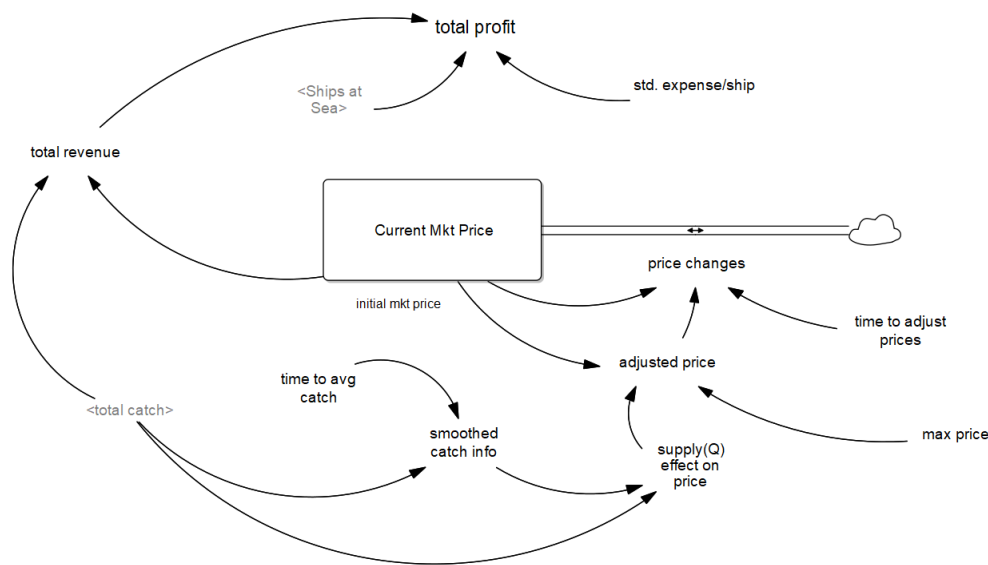 total profit
<Ships at
Sea>
std. expense/ship
total revenue
Current Mkt Price
price changes
initial mkt price
time to adjust
prices
adjusted price
time to avg
catch
<total catch>
smoothed
catch info
max price
supply(Q)
effect on
price